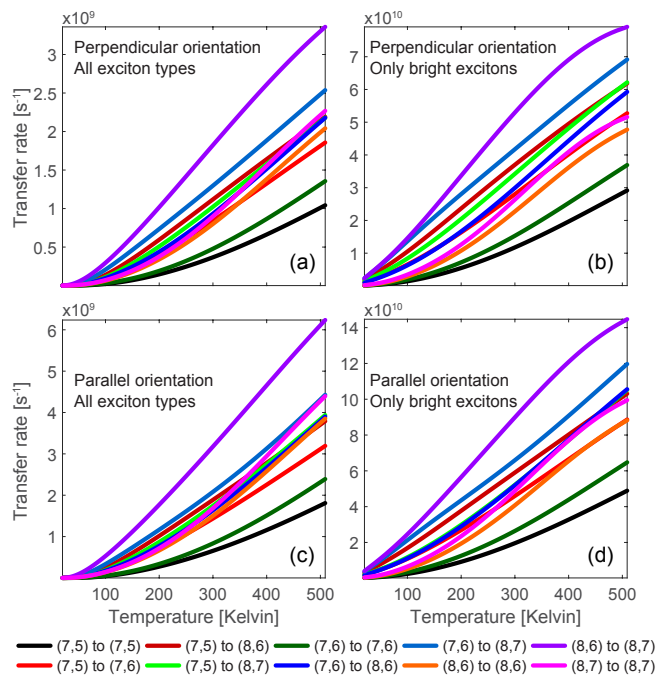 x10⁹
Perpendicular orientation
All exciton types
3
2.5
2
1.5
1
0.5
Transfer rate [s⁻¹]
(a)
x10¹⁰
Perpendicular orientation
Only bright excitons
7
6
5
4
3
2
1
(b)
x10⁹
Parallel orientation
All exciton types
6
5
4
3
2
1
Transfer rate [s⁻¹]
(c)
100 200 300 400 500
Temperature [Kelvin]
x10¹⁰
Parallel orientation
Only bright excitons
14
12
10
8
6
4
2
(d)
100 200 300 400 500
Temperature [Kelvin]
(7,5) to (7,5) (7,5) to (8,6) (7,6) to (7,6) (7,6) to (8,7) (8,6) to (8,7)
(7,5) to (7,6) (7,5) to (8,7) (7,6) to (8,6) (8,6) to (8,6) (8,7) to (8,7)